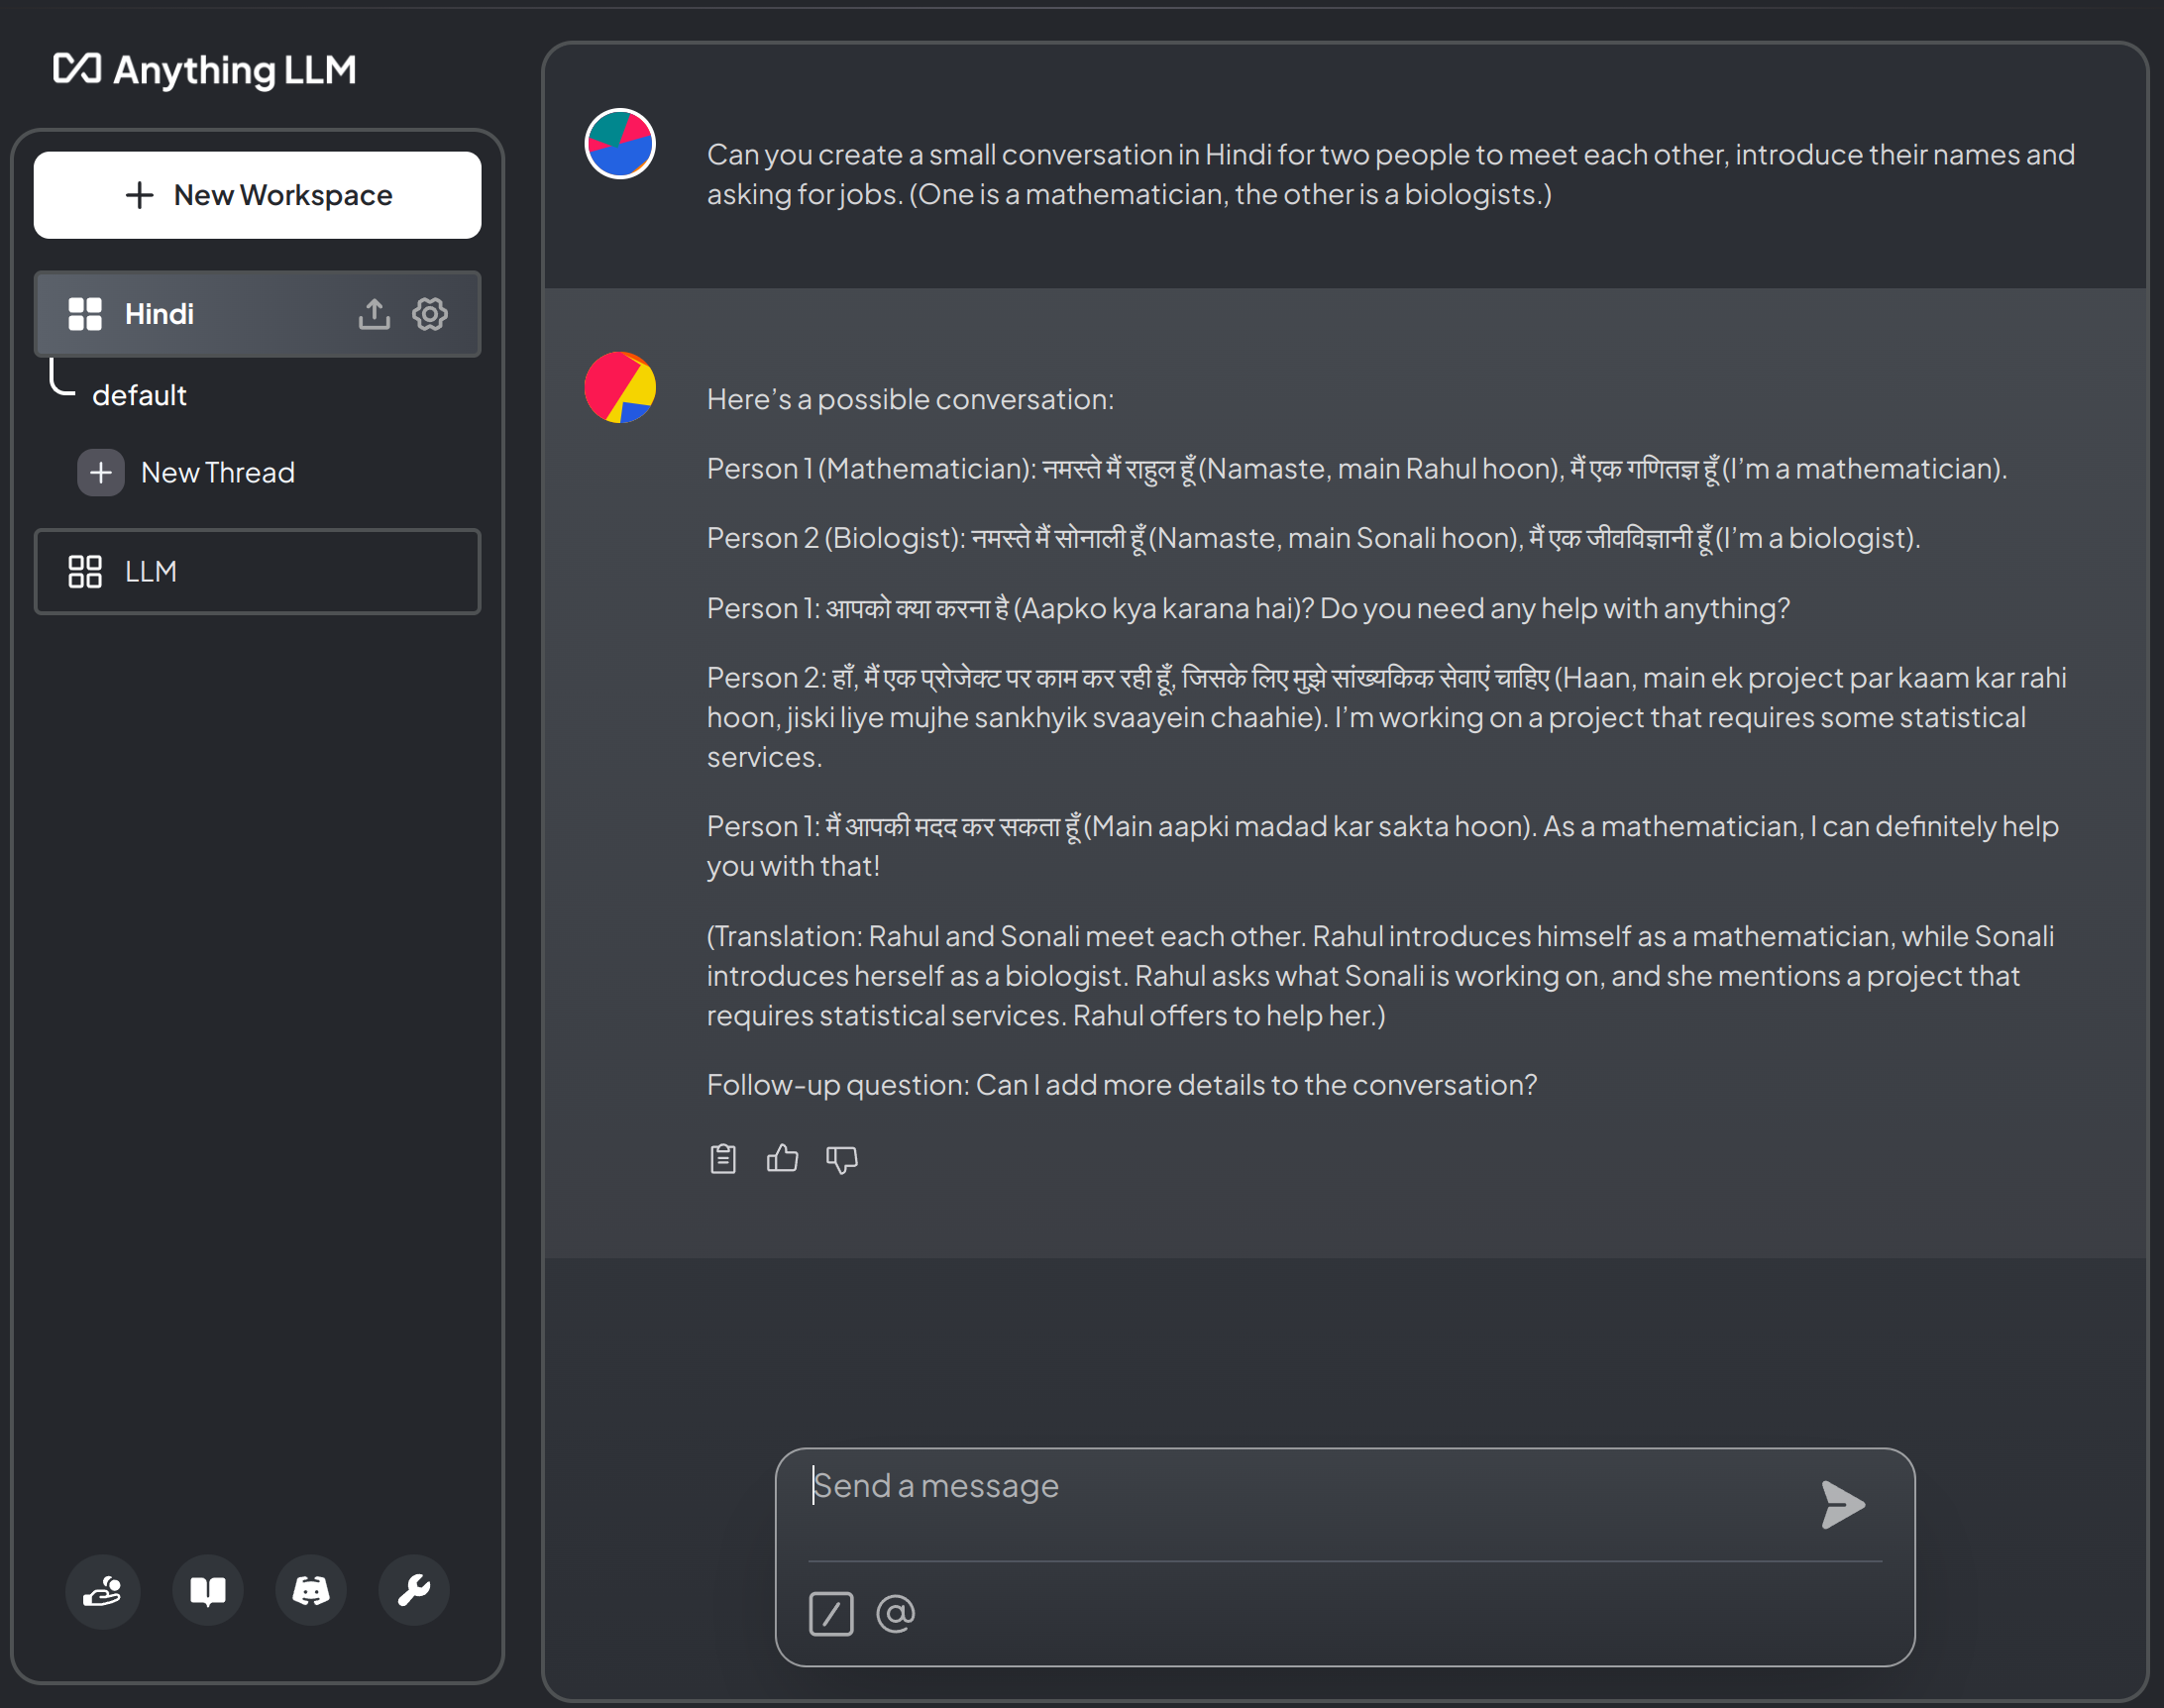 Anything LLM
New Workspace
Hindi
default
New Thread
LLM
Can you create a small conversation in Hindi for two people to meet each other, introduce their names and
asking for jobs. (One is a mathematician, the other is a biologists.)
Here’s a possible conversation:
Person 1 (Mathematician): नमस्ते मैं राहुल हूँ (Namaste, main Rahul hoon), मैं एक गणितज्ञ हूँ (I’m a mathematician).
Person 2 (Biologist): नमस्ते मैं सोनाली हूँ (Namaste, main Sonali hoon), मैं एक जीवविज्ञानी हूँ (I’m a biologist).
Person 1: आपको क्या करना है (Aapko kya karana hai)? Do you need any help with anything?
Person 2: हाँ, मैं एक प्रोजेक्ट पर काम कर रही हूँ, जिसके लिए मुझे सांख्यकिक सेवाएं चाहिए (Haan, main ek project par kaam kar rahi
hoon, jiski liye mujhe sankhyik svaayein chaahie). I’m working on a project that requires some statistical
services.
Person 1: मैं आपकी मदद कर सकता हूँ (Main aapki madad kar sakta hoon). As a mathematician, I can definitely help
you with that!
(Translation: Rahul and Sonali meet each other. Rahul introduces himself as a mathematician, while Sonali
introduces herself as a biologist. Rahul asks what Sonali is working on, and she mentions a project that
requires statistical services. Rahul offers to help her.)
Follow-up question: Can I add more details to the conversation?
Send a message